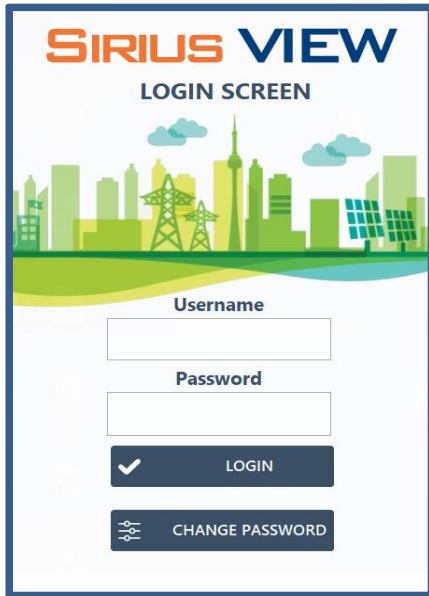 SIRIUS VIEW
LOGIN SCREEN
Username
Password
LOGIN
CHANGE PASSWORD